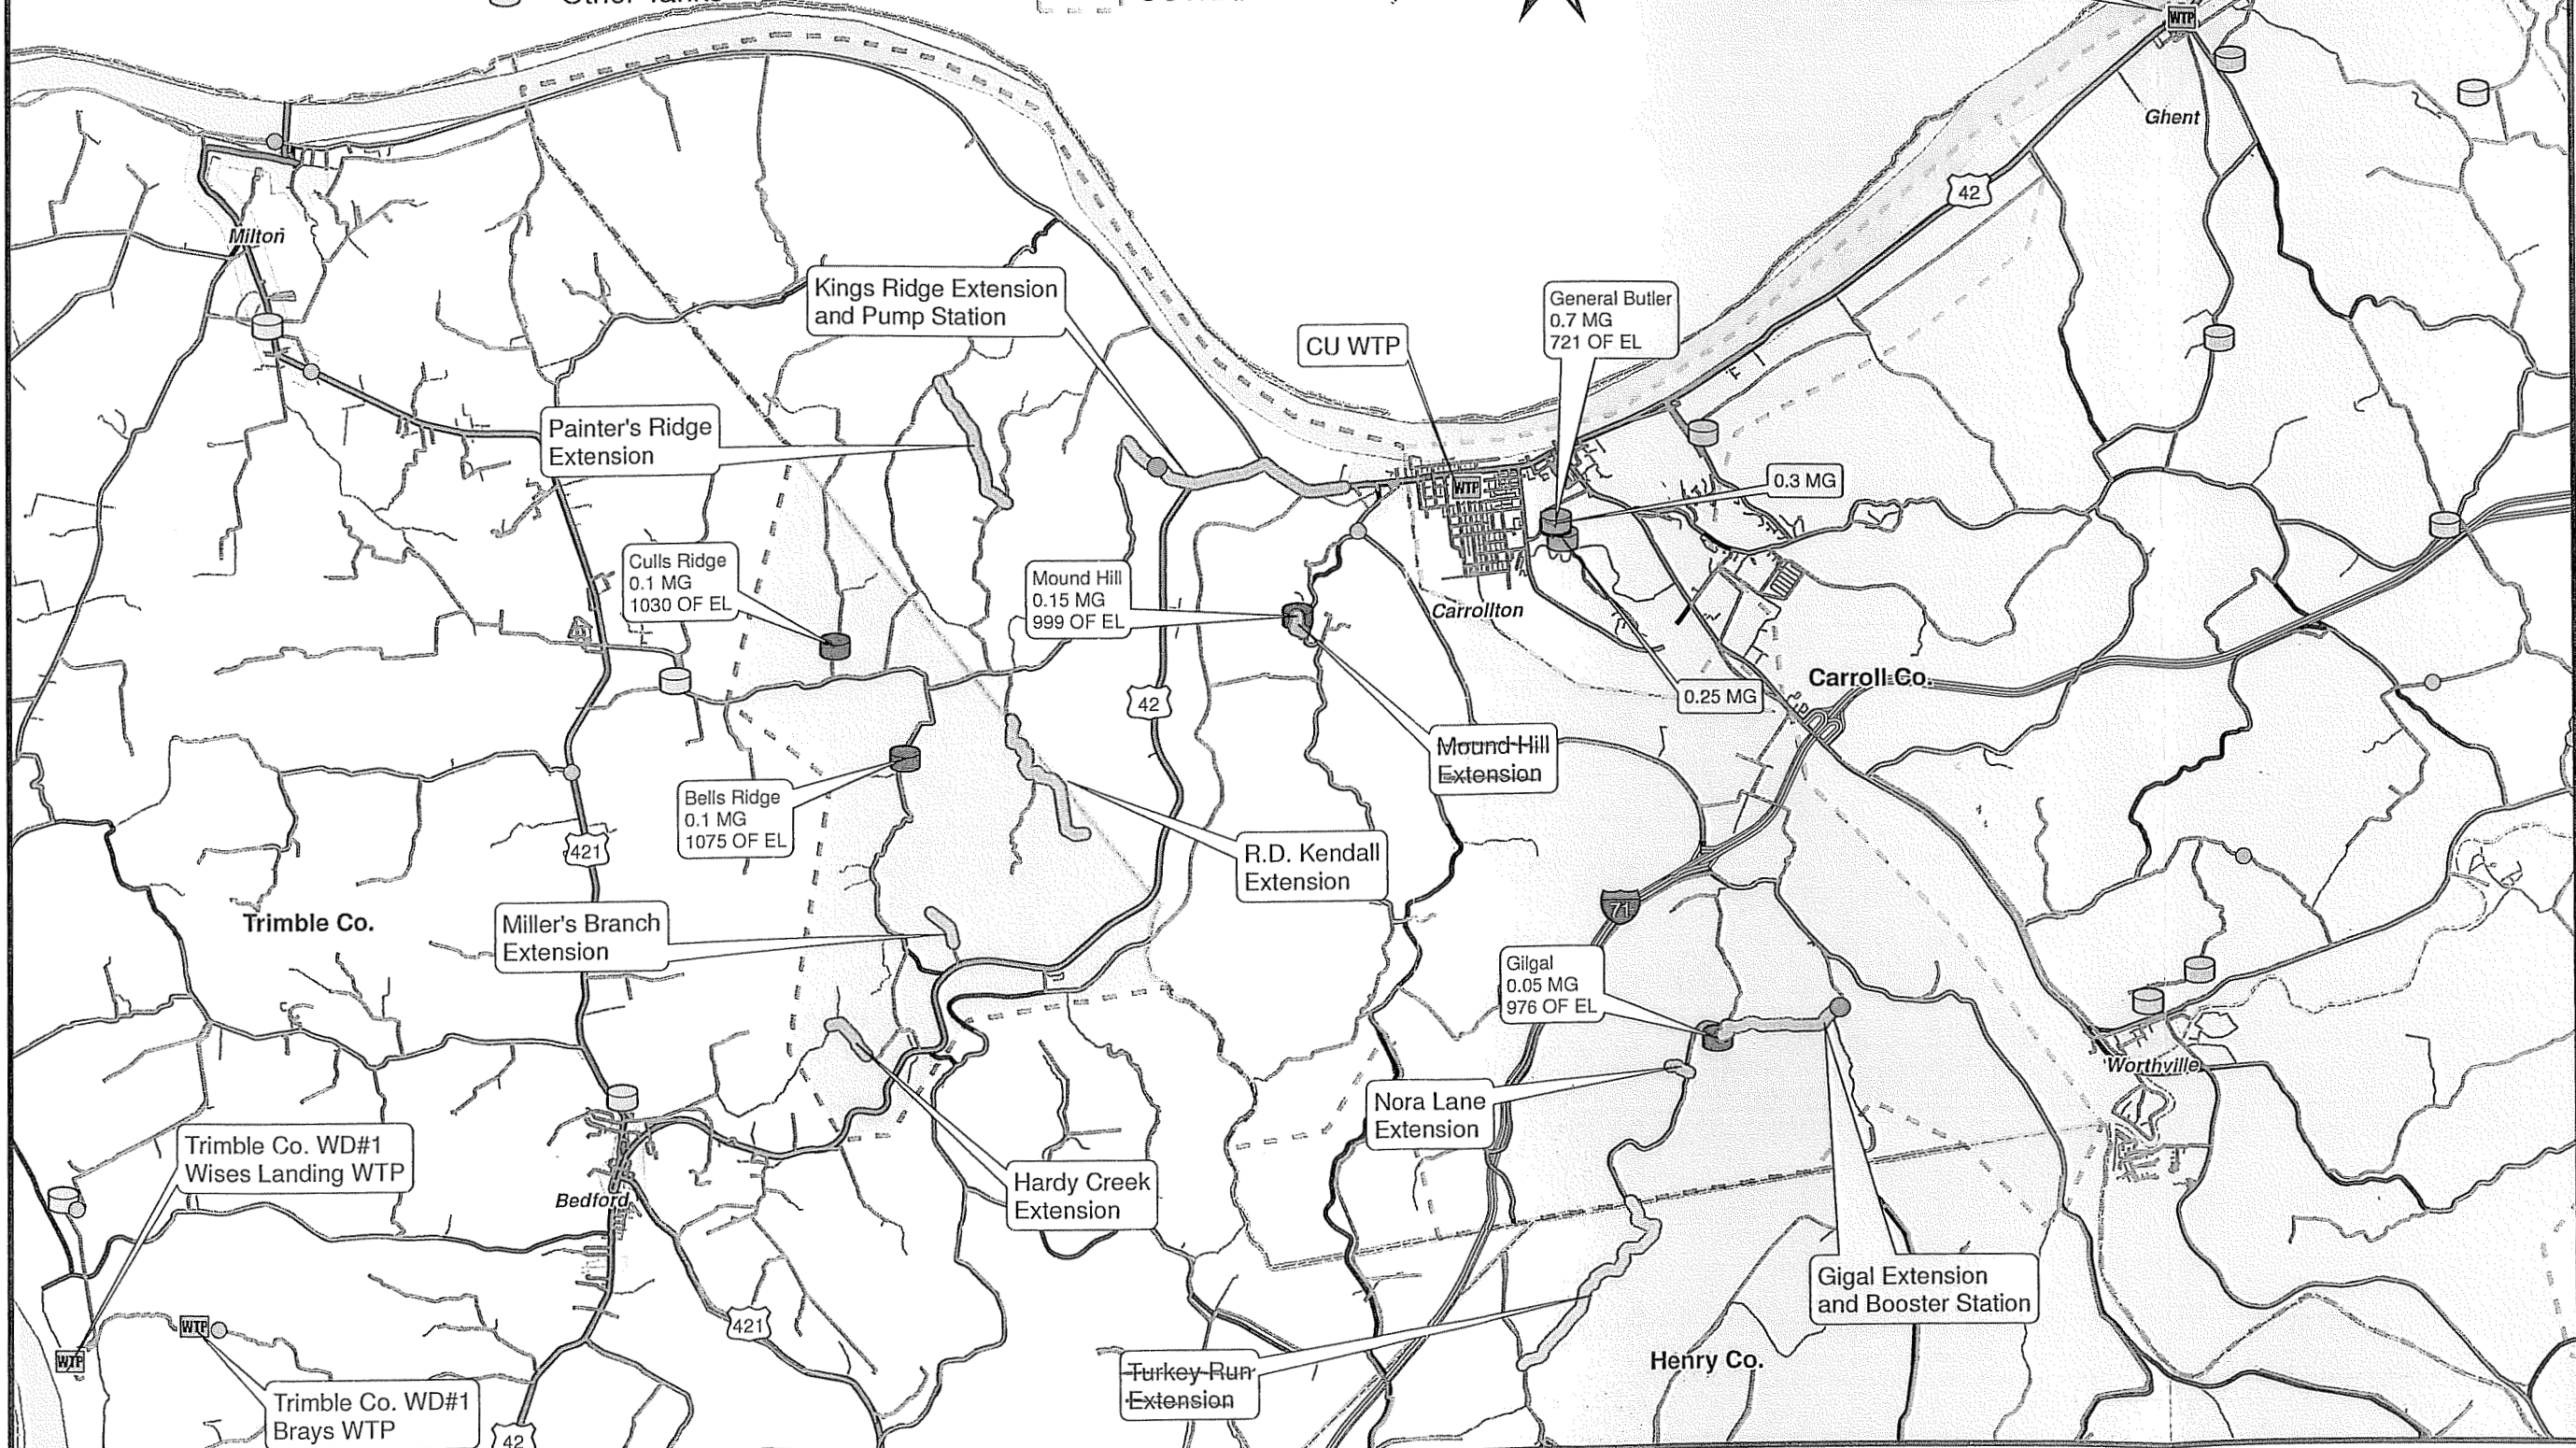 Other Tanks
WTP
Ghent
42
Milton
Kings Ridge Extension
and Pump Station
General Butler
0.7 MG
721 OF EL
CU WTP
Painter's Ridge
Extension
WTP
0.3 MG
Culls Ridge
0.1 MG
1030 OF EL
Mound Hill
0.15 MG
999 OF EL
Carrollton
Carroll Co.
0.25 MG
42
Mound Hill
Extension
Bells Ridge
0.1 MG
1075 OF EL
421
R.D. Kendall
Extension
71
Trimble Co.
Miller's Branch
Extension
Gilgal
0.05 MG
976 OF EL
Worthville
Nora Lane
Extension
Trimble Co. WD#1
Wises Landing WTP
Bedford
Hardy Creek
Extension
Gigal Extension
and Booster Station
WTP
421
WTP
Turkey Run
Extension
Henry Co.
Trimble Co. WD#1
Brays WTP
42